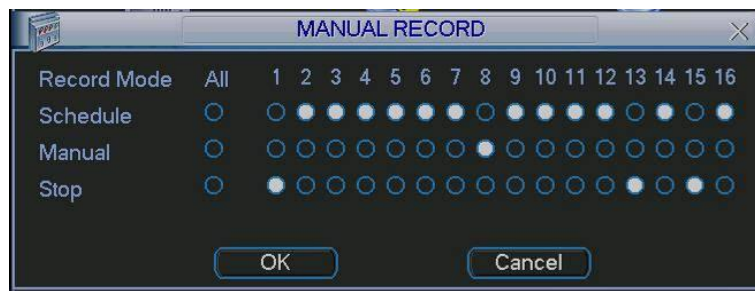 MANUAL RECORD
Record Mode All 1 2 3 4 5 6 7 8 9 10 11 12 13 14 15 16
Schedule
Manual
Stop
OK Cancel